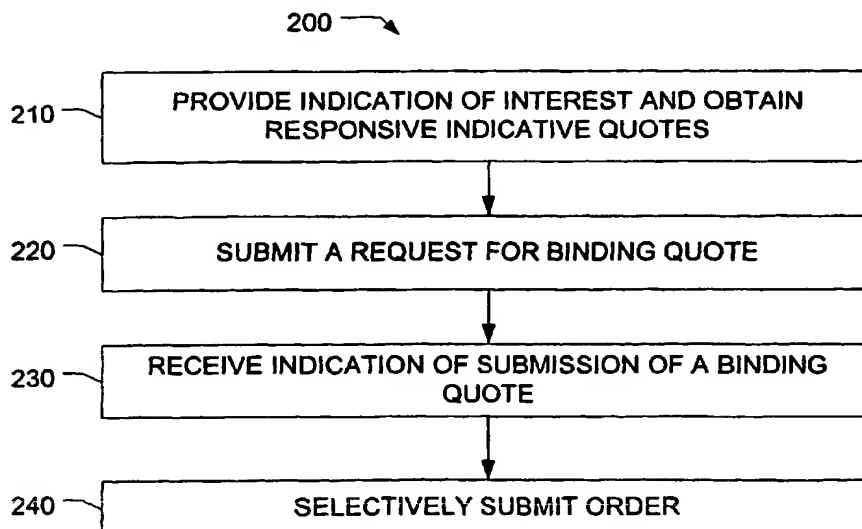 200
210
PROVIDE INDICATION OF INTEREST AND OBTAIN
RESPONSIVE INDICATIVE QUOTES
220
SUBMIT A REQUEST FOR BINDING QUOTE
230
RECEIVE INDICATION OF SUBMISSION OF A BINDING
QUOTE
240
SELECTIVELY SUBMIT ORDER